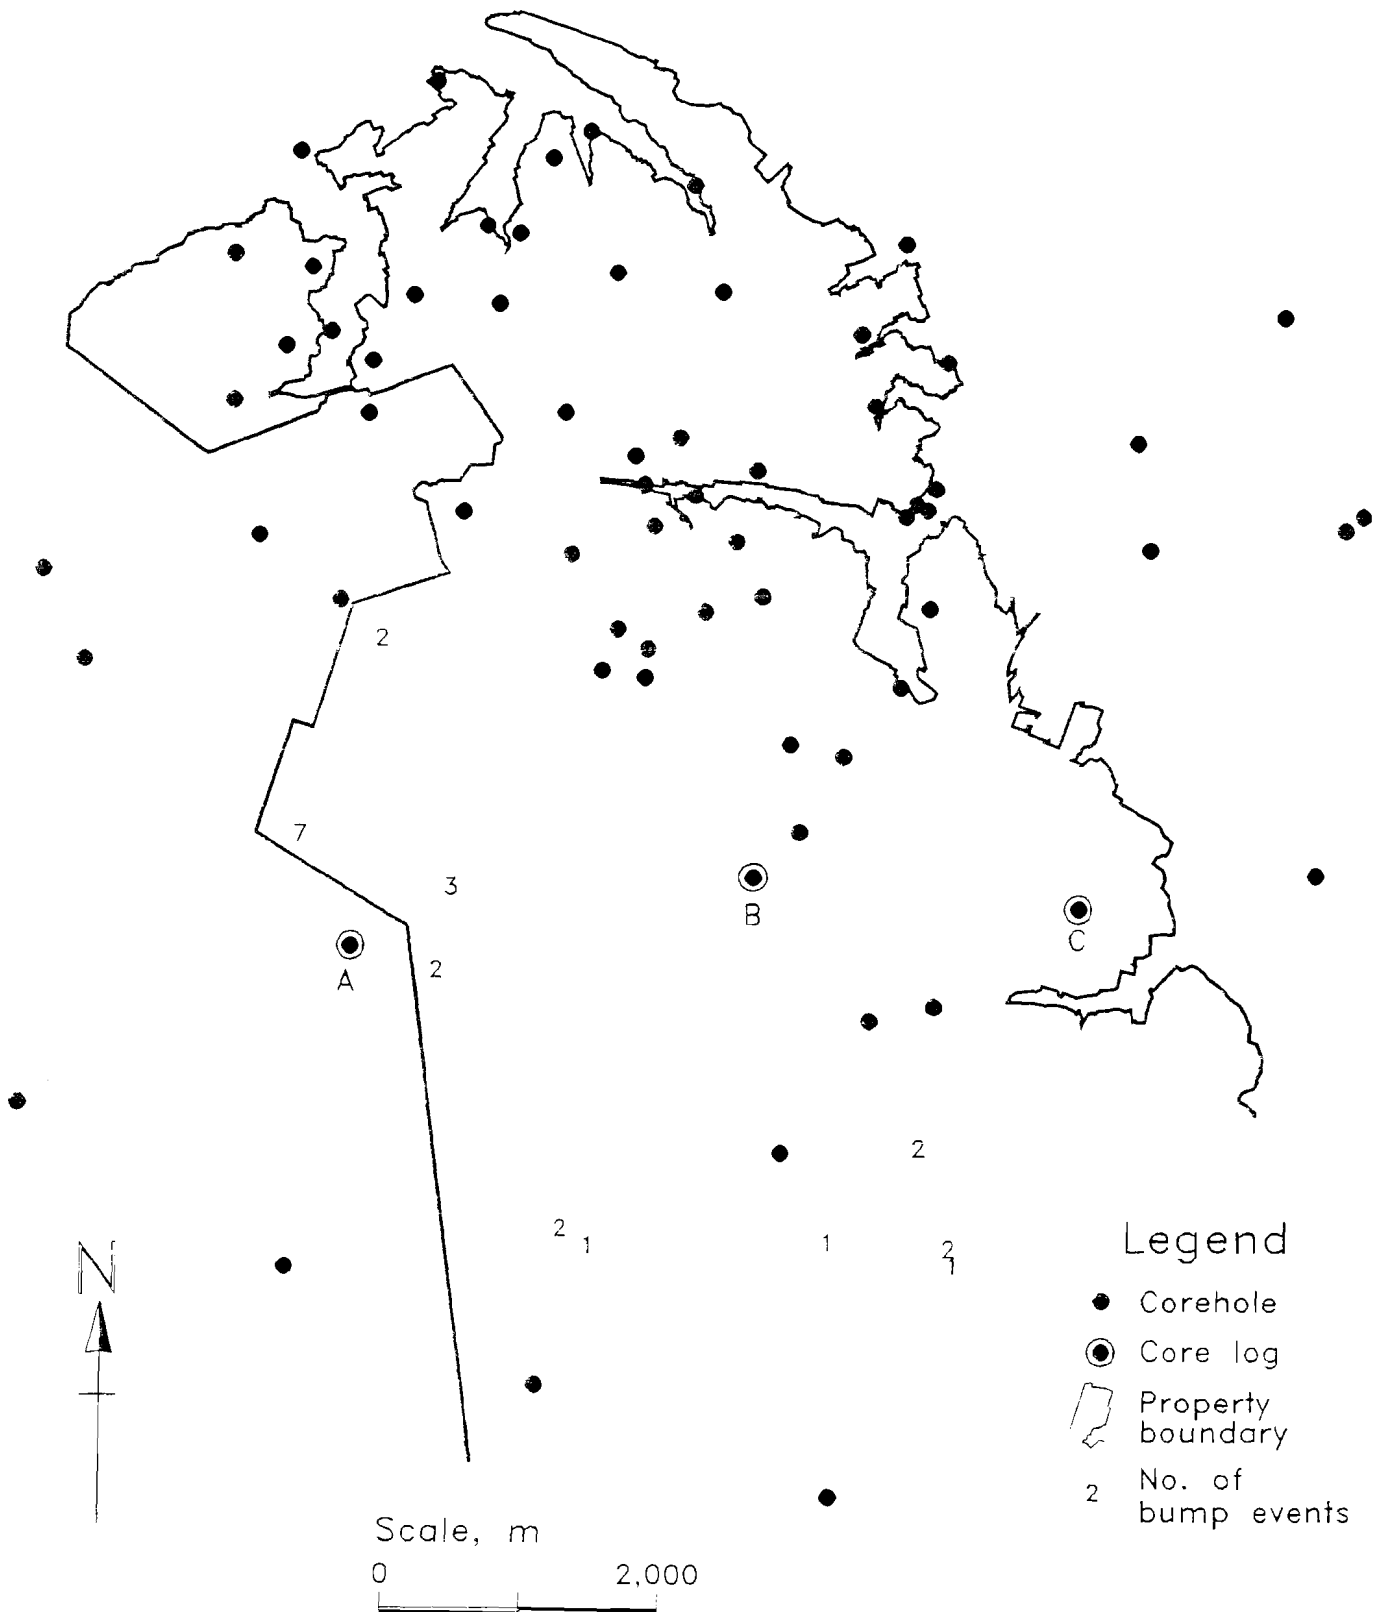 2
7
3
B
C
A
2
2
2
1
1
2
1
N
Legend
Corehole
Core log
Property
boundary
2
No. of
bump events
Scale, m
0
2,000